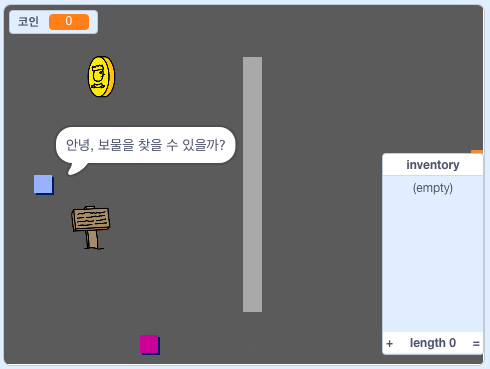 코인 0
안녕, 보물을 찾을 수 있을까?
inventory
(empty)
+ length 0 =